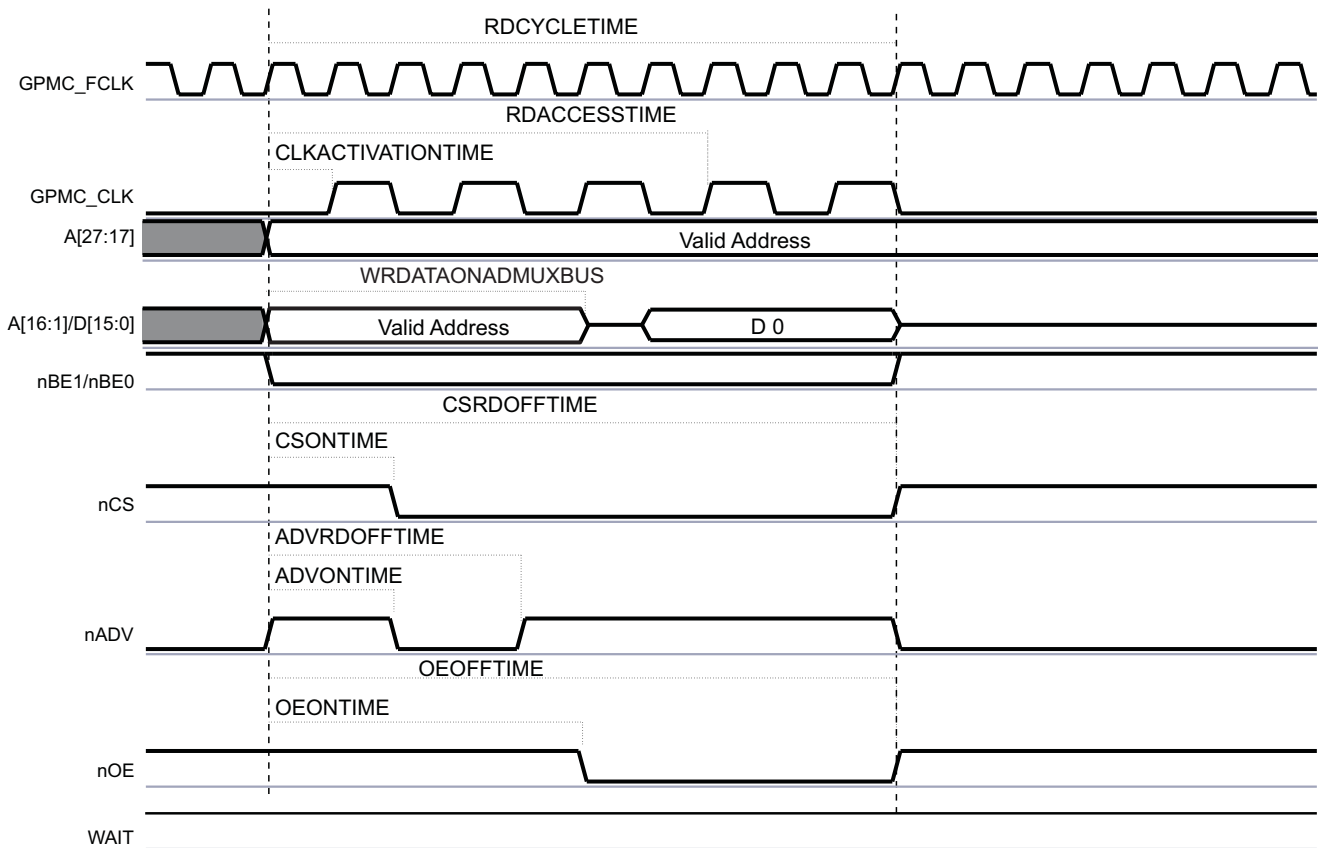 RDCYCLETIME
GPMC_FCLK
RDACCESSTIME
CLKACTIVATIONTIME
GPMC_CLK
A[27:17]
Valid Address
WRDATAONADMUXBUS
A[16:1]/D[15:0]
Valid Address
D 0
nBE1/nBE0
CSRDOFFTIME
CSONTIME
nCS
ADVRDOFFTIME
ADVONTIME
nADV
OEOFFTIME
OEONTIME
nOE
WAIT